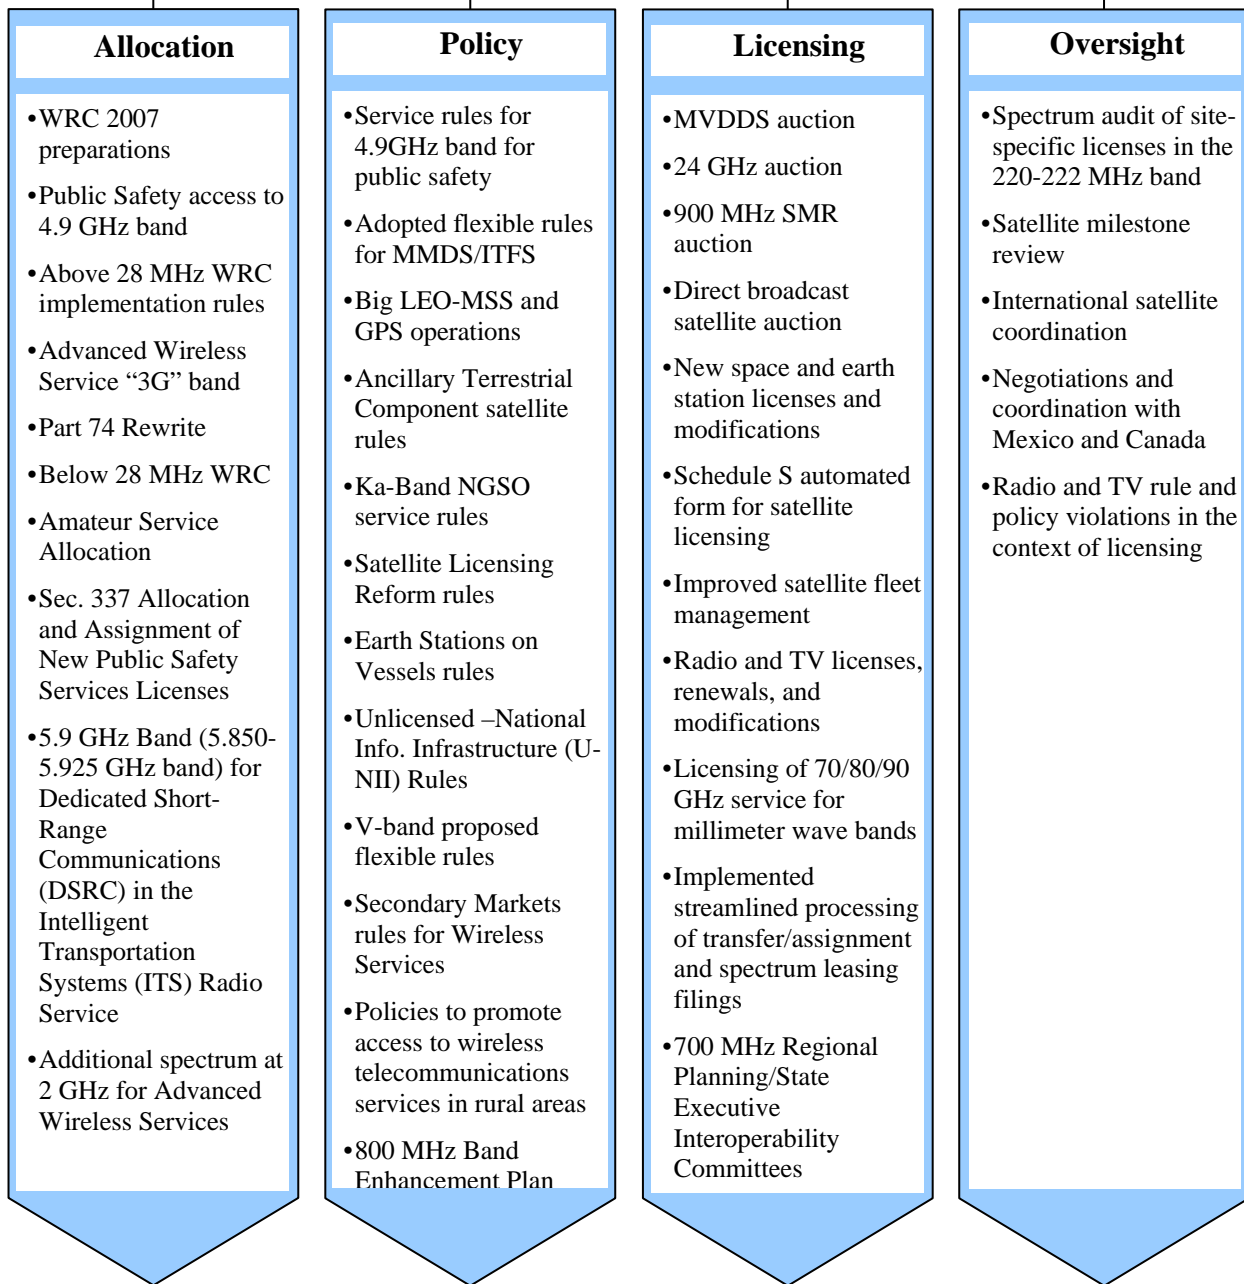 Allocation
•WRC 2007
preparations
•Public Safety access to
4.9 GHz band
•Above 28 MHz WRC
implementation rules
•Advanced Wireless
Service “3G” band
•Part 74 Rewrite
•Below 28 MHz WRC
•Amateur Service
Allocation
•Sec. 337 Allocation
and Assignment of
New Public Safety
Services Licenses
•5.9 GHz Band (5.850-
5.925 GHz band) for
Dedicated Short-
Range
Communications
(DSRC) in the
Intelligent
Transportation
Systems (ITS) Radio
Service
•Additional spectrum at
2 GHz for Advanced
Wireless Services
Policy
•Service rules for
4.9GHz band for
public safety
•Adopted flexible rules
for MMDS/ITFS
•Big LEO-MSS and
GPS operations
•Ancillary Terrestrial
Component satellite
rules
•Ka-Band NGSO
service rules
•Satellite Licensing
Reform rules
•Earth Stations on
Vessels rules
•Unlicensed –National
Info. Infrastructure (U-
NII) Rules
•V-band proposed
flexible rules
•Secondary Markets
rules for Wireless
Services
•Policies to promote
access to wireless
telecommunications
services in rural areas
•800 MHz Band
Enhancement Plan
Licensing
•MVDDS auction
•24 GHz auction
•900 MHz SMR
auction
•Direct broadcast
satellite auction
•New space and earth
station licenses and
modifications
•Schedule S automated
form for satellite
licensing
•Improved satellite fleet
management
•Radio and TV licenses,
renewals, and
modifications
•Licensing of 70/80/90
GHz service for
millimeter wave bands
•Implemented
streamlined processing
of transfer/assignment
and spectrum leasing
filings
•700 MHz Regional
Planning/State
Executive
Interoperability
Committees
Oversight
•Spectrum audit of site-
specific licenses in the
220-222 MHz band
•Satellite milestone
review
•International satellite
coordination
•Negotiations and
coordination with
Mexico and Canada
•Radio and TV rule and
policy violations in the
context of licensing